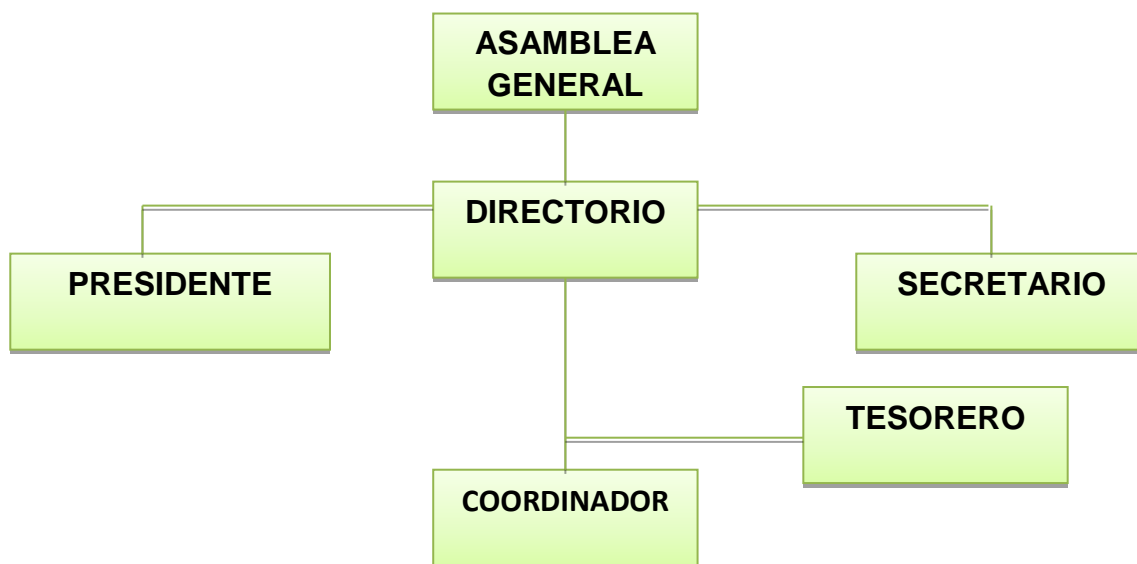 ASAMBLEA
GENERAL
DIRECTORIO
PRESIDENTE
SECRETARIO
TESORERO
COORDINADOR